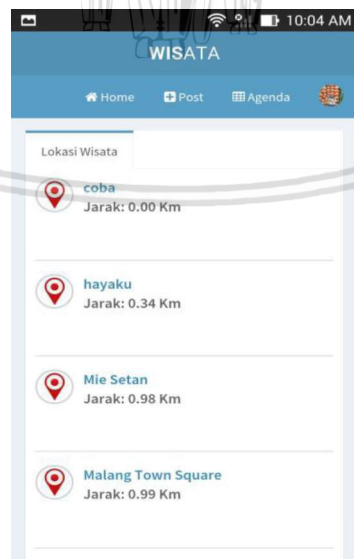 10:04 AM
WISATA
Home Post Agenda
Lokasi Wisata
coba
Jarak: 0.00 Km
hayaku
Jarak: 0.34 Km
Mie Setan
Jarak: 0.98 Km
Malang Town Square
Jarak: 0.99 Km